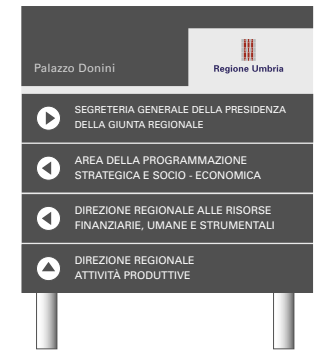 Palazzo Donini
Regione Umbria
SEGRETERIA GENERALE DELLA PRESIDENZA
DELLA GIUNTA REGIONALE
AREA DELLA PROGRAMMAZIONE
STRATEGICA E SOCIO - ECONOMICA
DIREZIONE REGIONALE ALLE RISORSE
FINANZIARIE, UMANE E STRUMENTALI
DIREZIONE REGIONALE
ATTIVITÀ PRODUTTIVE